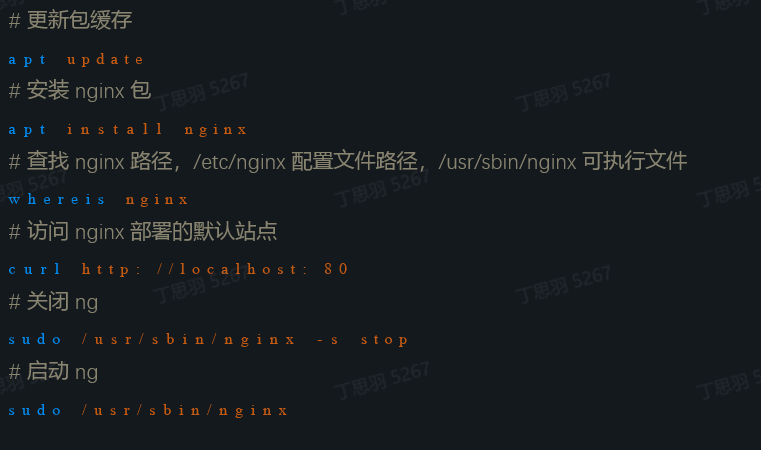 # 更新包缓存
apt update
# 安装 nginx 包
apt install nginx
# 查找 nginx 路径，/etc/nginx 配置文件路径，/usr/sbin/nginx 可执行文件
whereis nginx
# 访问 nginx 部署的默认站点
curl http://localhost:80
# 关闭 ng
sudo /usr/sbin/nginx -s stop
# 启动 ng
sudo /usr/sbin/nginx
丁思羽 5267